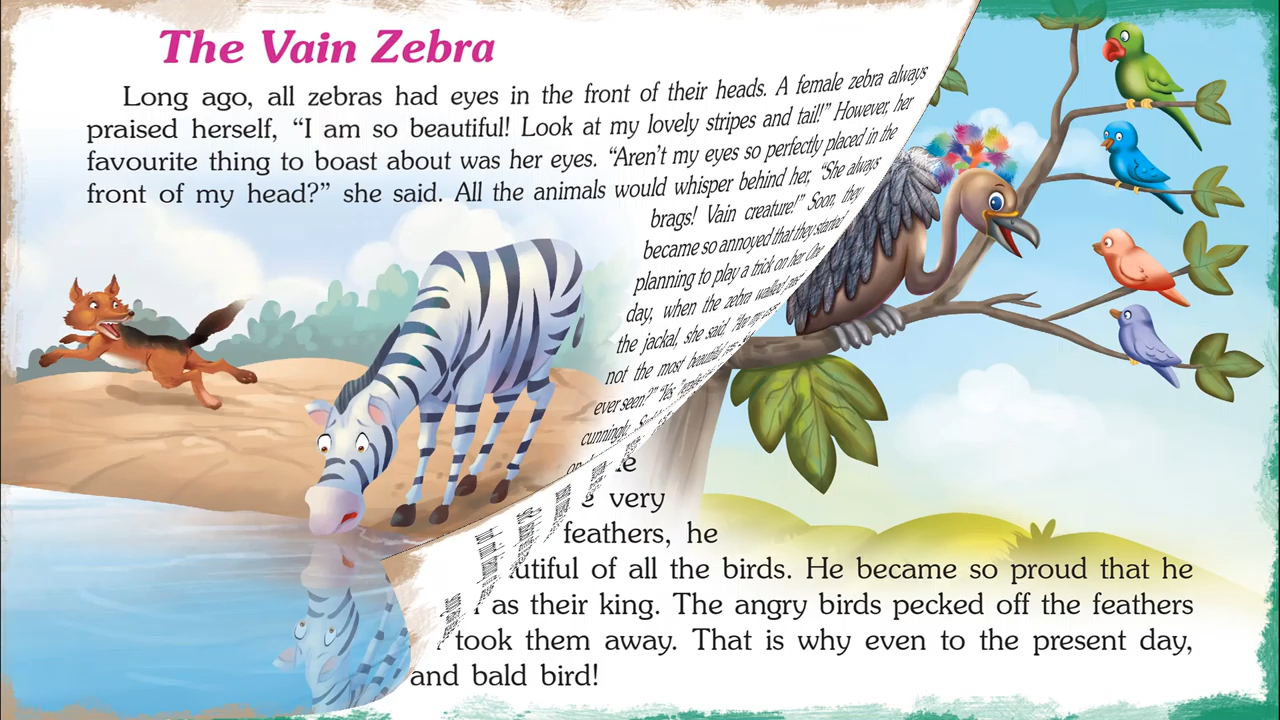 The Vain Zebra
Long ago, all zebras had eyes in the front of their heads. A female zebra always
praised herself, “I am so beautiful! Look at my lovely stripes and tail!” However, her
favourite thing to boast about was her eyes. “Aren't my eyes so perfectly placed in the
front of my head?” she said. All the animals would whisper behind her, “She always
brags! Vain creature!” Soon, they
became so annoyed that they started
planning to play a trick on her. One
day, when the zebra walked past
the jackal, she said,
not the most beautiful
ever seen?” “Yes
cunningly.
very
feathers, he
of all the birds. He became so proud that he
as their king. The angry birds pecked off the feathers
took them away. That is why even to the present day,
and bald bird!